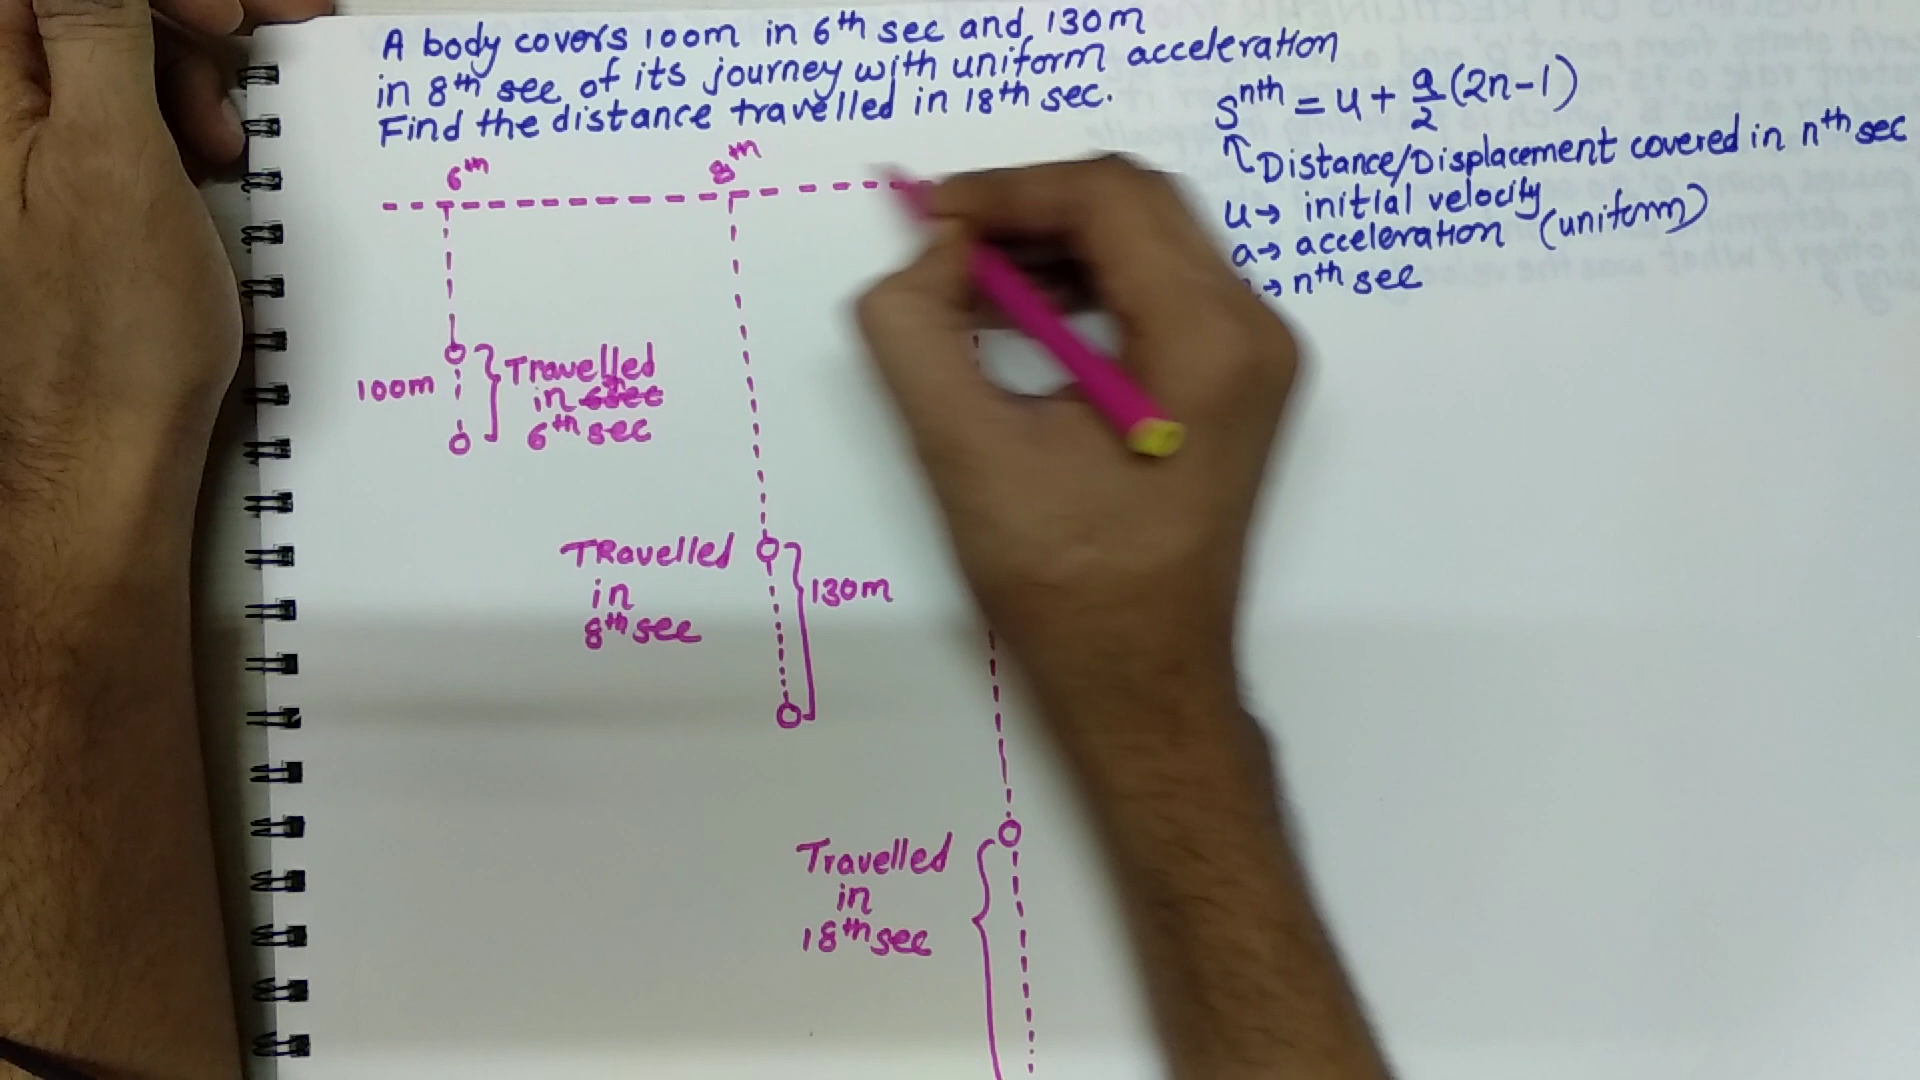 A body covers 100m in 6th sec and 130m
in 8th sec of its journey with uniform acceleration
Find the distance travelled in 18th sec.
S^nth = u + a/2 (2n-1)
Distance/Displacement covered in nth sec
u → initial velocity
a → acceleration (uniform)
→ nth sec
6th
8th
100m
Travelled
in
6th sec
TRavelled
in
8th sec
130m
Travelled
in
18th sec